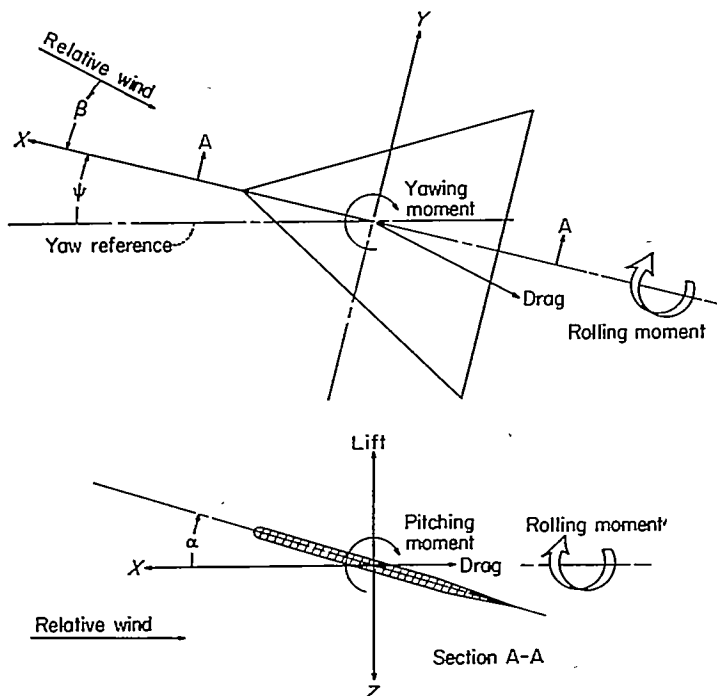 Y
Relative
wind
β
X
A
ψ
Yawing
moment
Yaw reference
A
Drag
Rolling moment
Lift
Pitching
moment
Rolling moment
α
X
Drag
Relative wind
Section A-A
Z